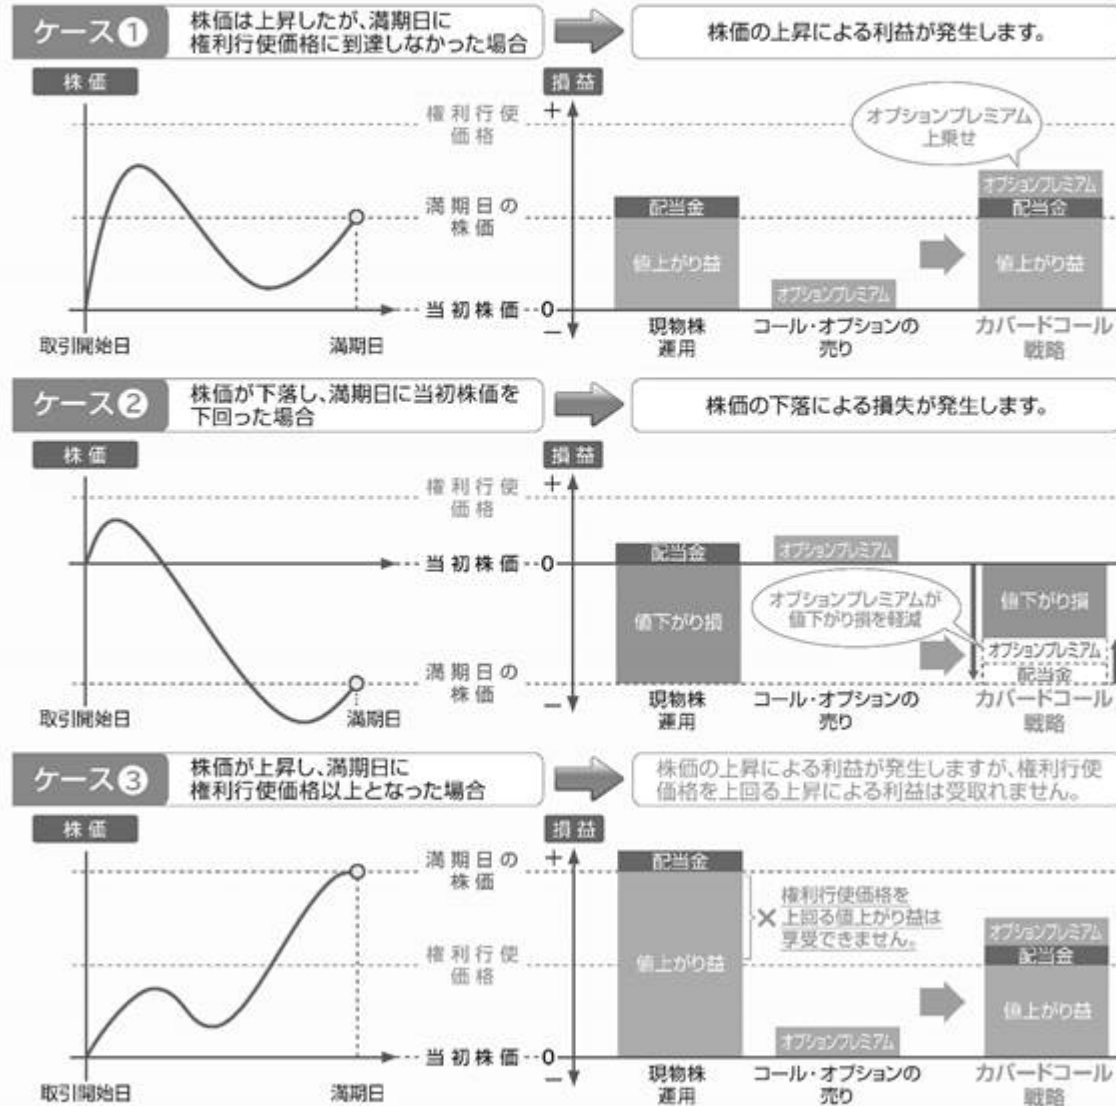 ケース❶
株価は上昇したが、満期日に
権利行使価格に到達しなかった場合
株価の上昇による利益が発生します。
株価
損益
権利行使
価格
+
オプションプレミアム
上乗せ
満期日の
株価
配当金
値上がり益
オプションプレミアム
オプションプレミアム
配当金
値上がり益
当初株価
0
−
取引開始日
満期日
現物株
運用
コール・オプションの
売り
カバードコール
戦略
ケース❷
株価が下落し、満期日に当初株価を
下回った場合
株価の下落による損失が発生します。
株価
損益
権利行使
価格
+
当初株価
0
配当金
値下がり損
オプションプレミアム
オプションプレミアムが
値下がり損を軽減
値下がり損
オプションプレミアム
配当金
満期日の
株価
−
取引開始日
満期日
現物株
運用
コール・オプションの
売り
カバードコール
戦略
ケース❸
株価が上昇し、満期日に
権利行使価格以上となった場合
株価の上昇による利益が発生しますが、権利行使
価格を上回る上昇による利益は受取れません。
株価
損益
満期日の
株価
+
配当金
値上がり益
×
権利行使価格を
上回る値上がり益は
享受できません。
権利行使
価格
オプションプレミアム
オプションプレミアム
配当金
値上がり益
当初株価
0
−
取引開始日
満期日
現物株
運用
コール・オプションの
売り
カバードコール
戦略